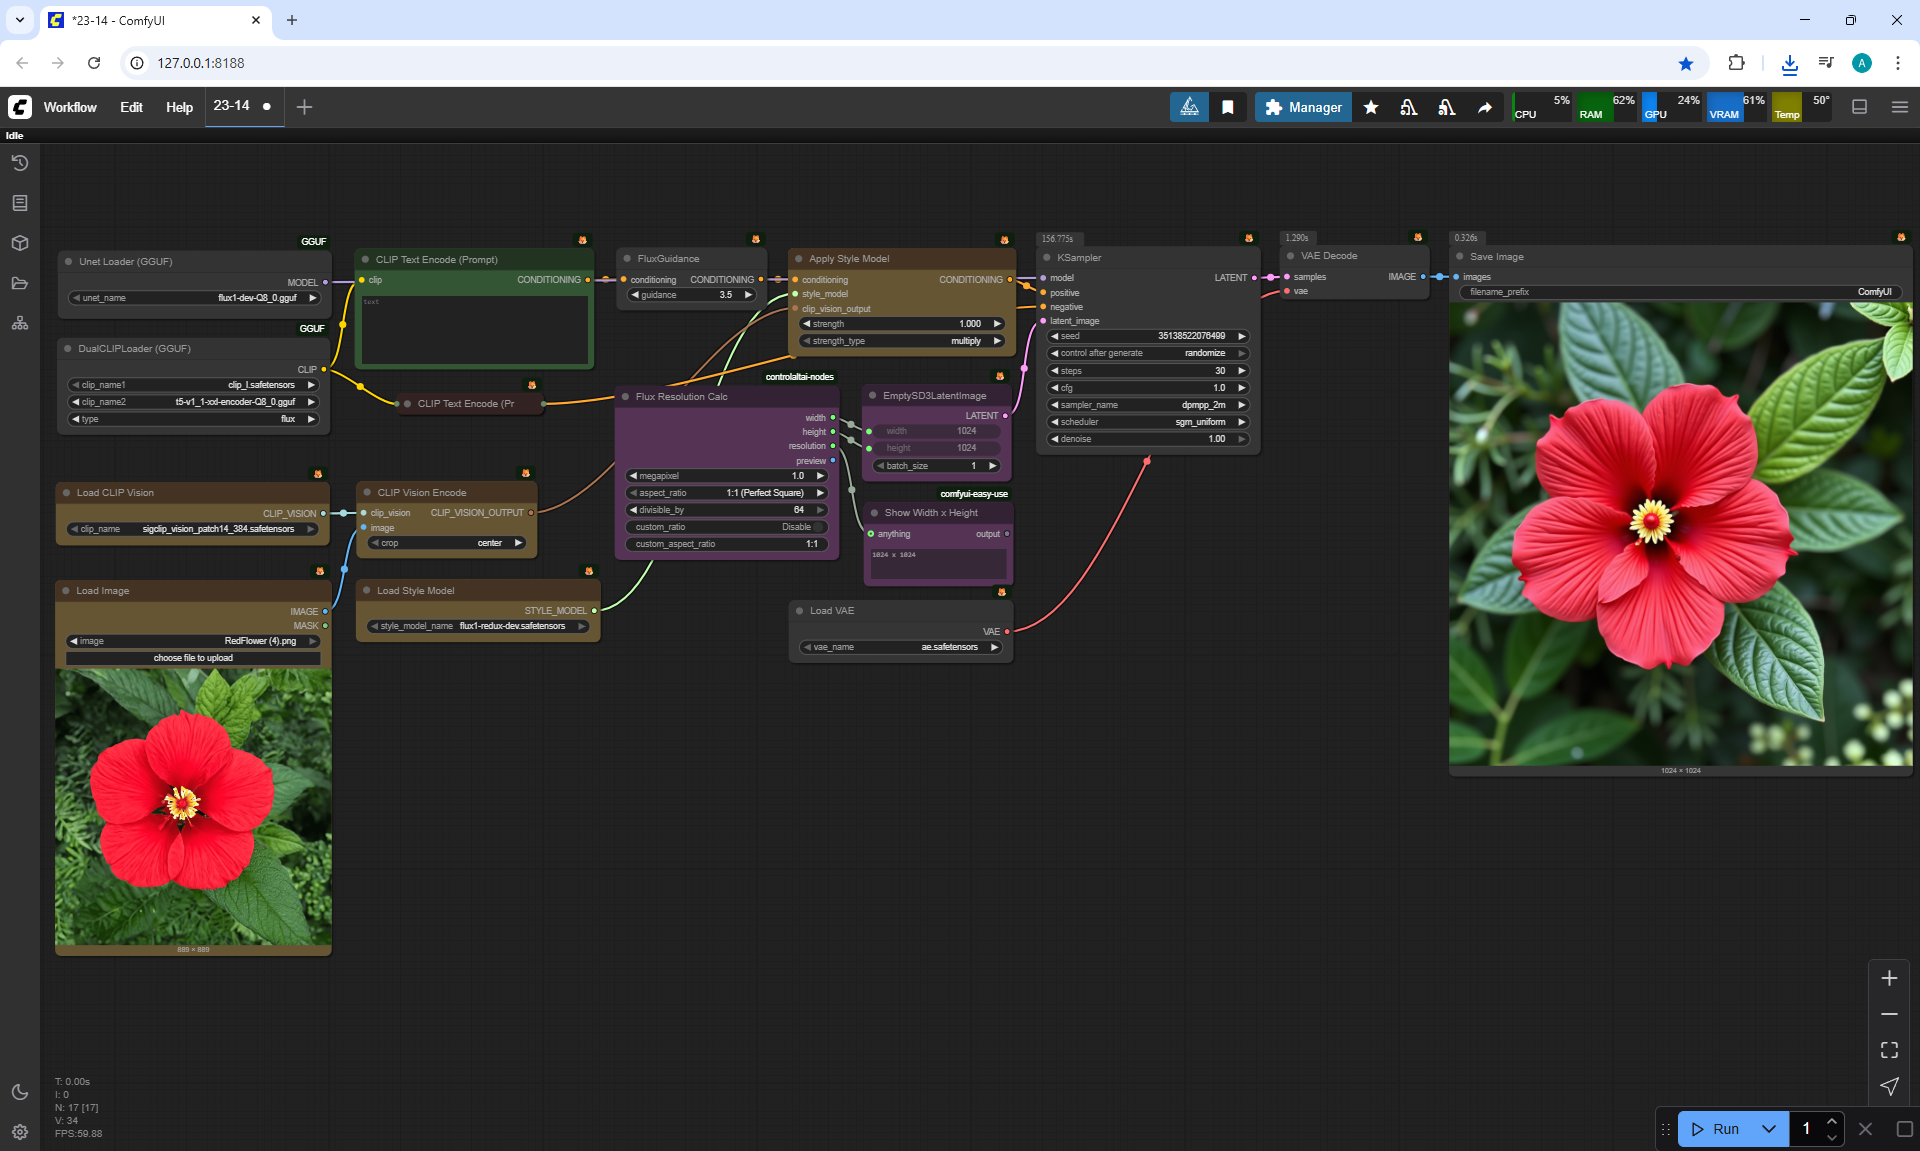 *23-14 - ComfyUI
127.0.0.1:8188
A
Workflow Edit Help 23-14
Manager
CPU 5% RAM 62% GPU 24% VRAM 61% Temp 50°
Idle
GGUF
Unet Loader (GGUF)
MODEL
unet_name flux1-dev-Q8_0.gguf
GGUF
DualCLIPLoader (GGUF)
CLIP
clip_name1 clip_l.safetensors
clip_name2 t5-v1_1-xxl-encoder-Q8_0.gguf
type flux
CLIP Text Encode (Prompt)
clip CONDITIONING
text
CLIP Text Encode (Pr
FluxGuidance
conditioning CONDITIONING
guidance 3.5
Apply Style Model
conditioning CONDITIONING
style_model
clip_vision_output
strength 1.000
strength_type multiply
156.775s
KSampler
model LATENT
positive
negative
latent_image
seed 35138522076499
control after generate randomize
steps 30
cfg 1.0
sampler_name dpmpp_2m
scheduler sgm_uniform
denoise 1.00
1.290s
VAE Decode
samples IMAGE
vae
0.326s
Save Image
images
filename_prefix ComfyUI
1024 × 1024
controlaltai-nodes
Flux Resolution Calc
width
height
resolution
preview
megapixel 1.0
aspect_ratio 1:1 (Perfect Square)
divisible_by 64
custom_ratio Disable
custom_aspect_ratio 1:1
EmptySD3LatentImage
LATENT
width 1024
height 1024
batch_size 1
comfyui-easy-use
Show Width x Height
anything output
1024 x 1024
Load VAE
VAE
vae_name ae.safetensors
Load CLIP Vision
CLIP_VISION
clip_name sigclip_vision_patch14_384.safetensors
CLIP Vision Encode
clip_vision CLIP_VISION_OUTPUT
image
crop center
Load Style Model
STYLE_MODEL
style_model_name flux1-redux-dev.safetensors
Load Image
IMAGE
MASK
image RedFlower (4).png
choose file to upload
889 × 889
T: 0.00s
I: 0
N: 17 [17]
V: 34
FPS:59.88
Run 1